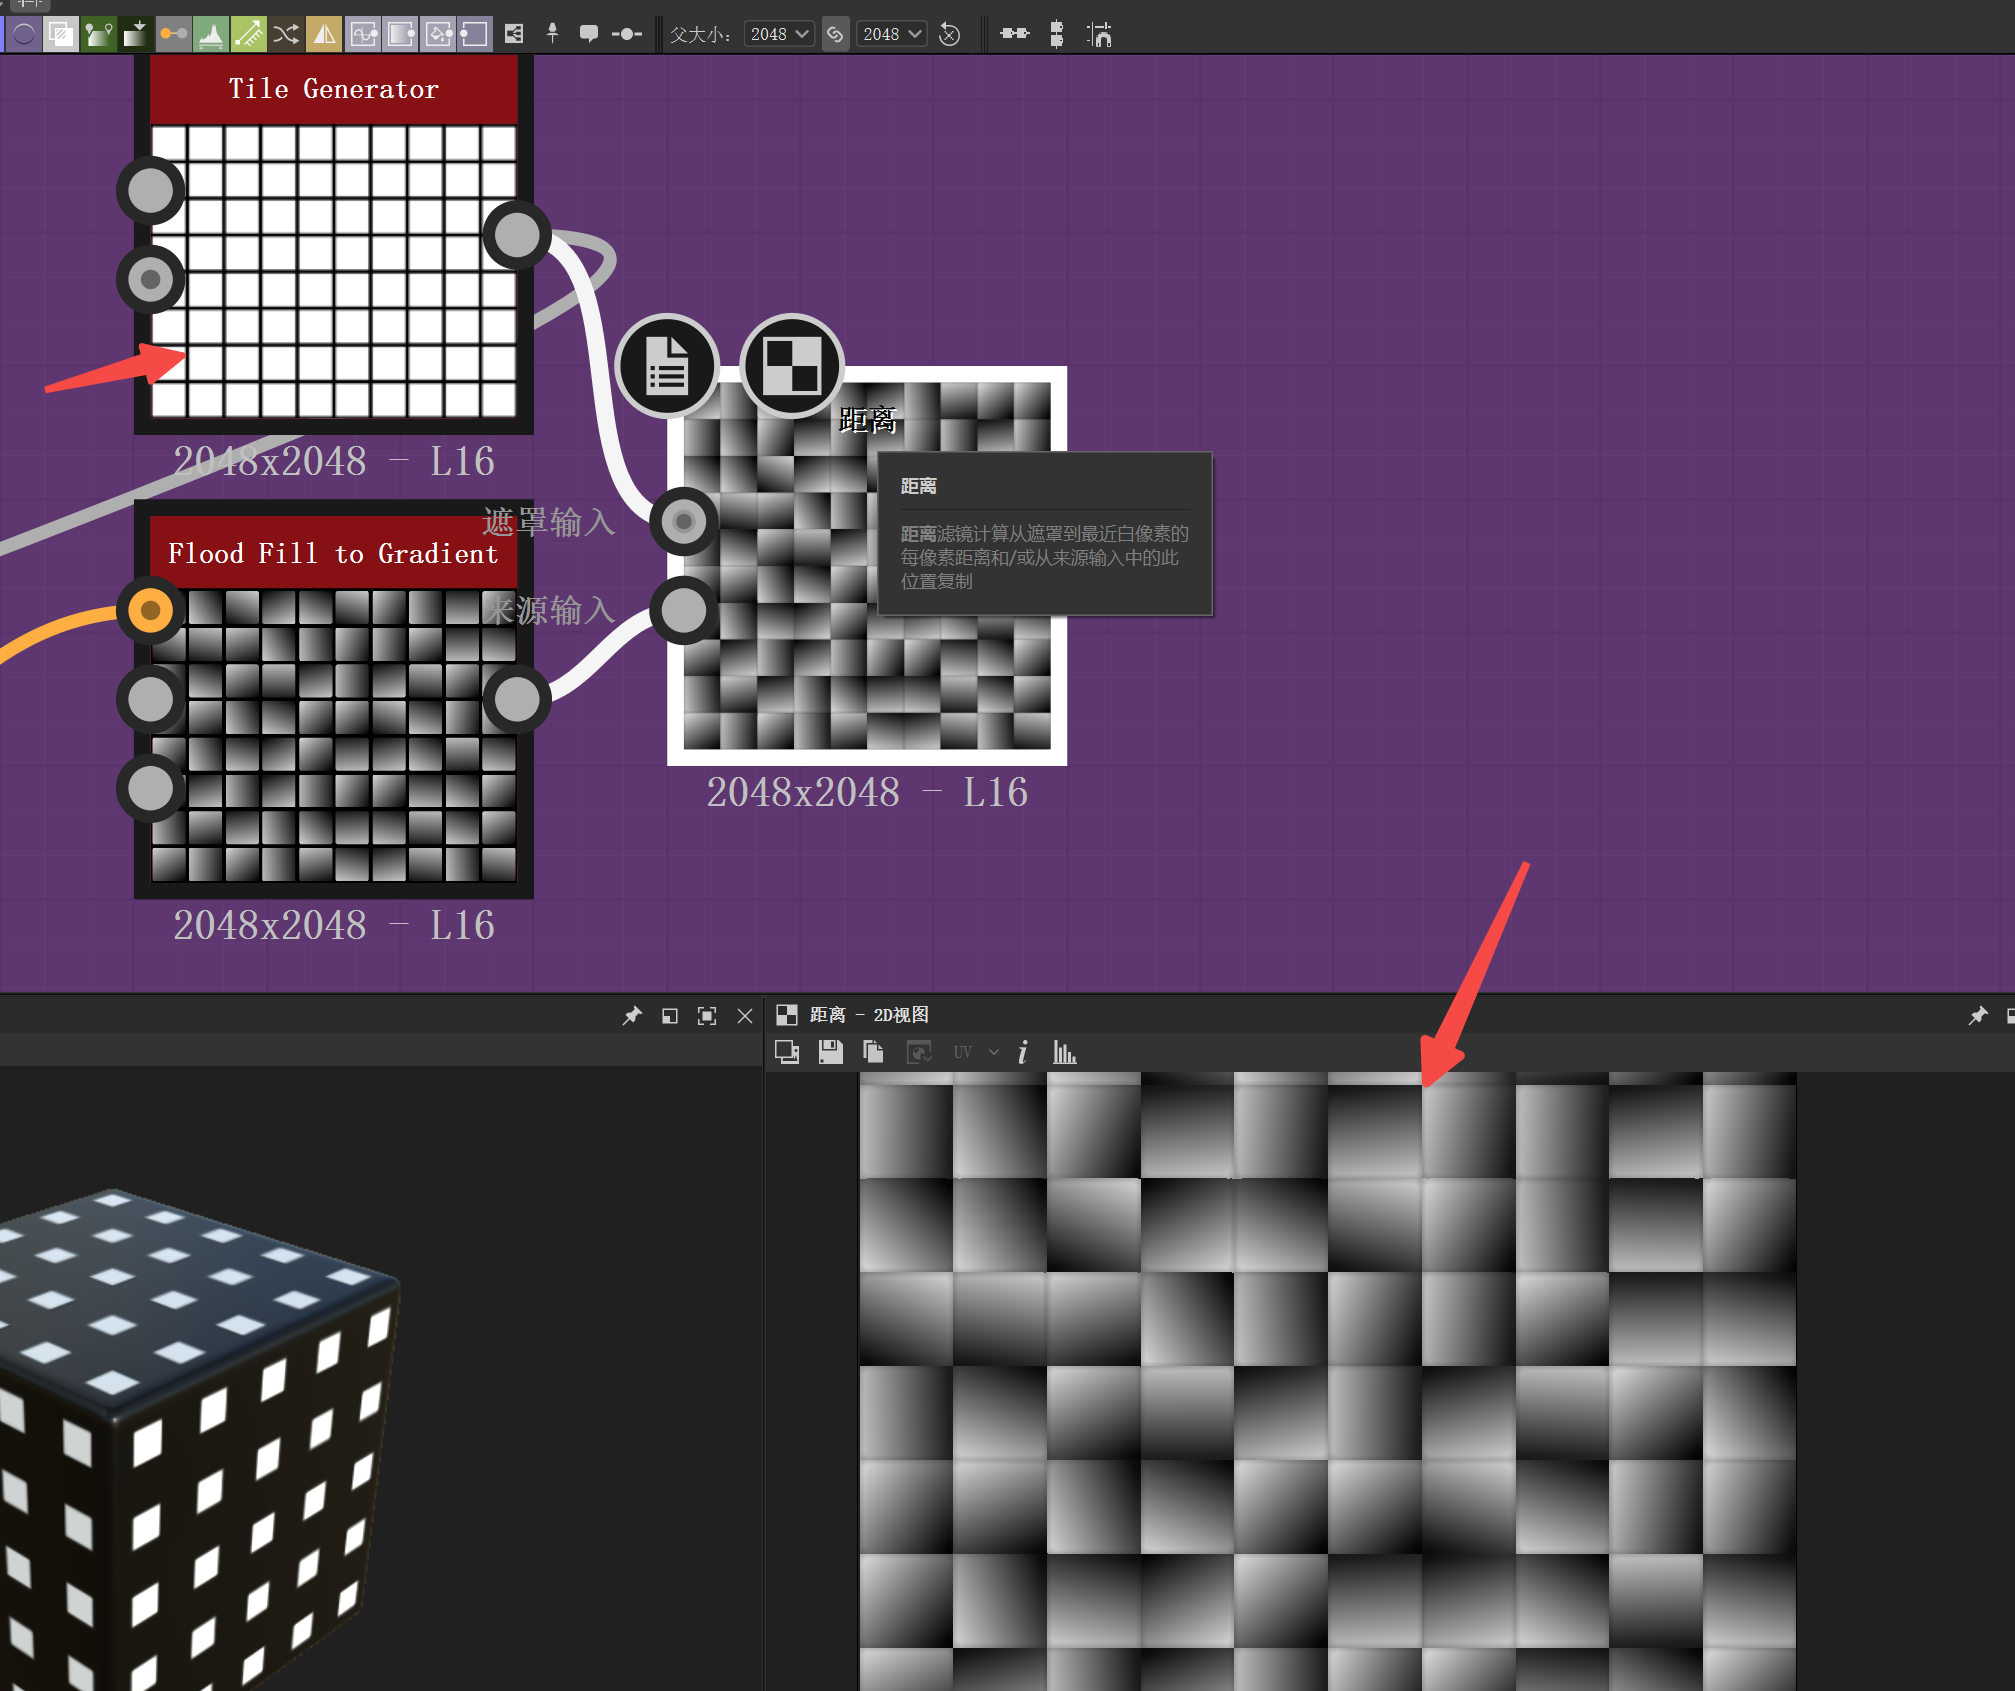 父大小：
2048
2048
Tile Generator
2048x2048 - L16
距离
距离
距离滤镜计算从遮罩到最近白像素的
每像素距离和/或从来源输入中的此
位置复制
遮罩输入
Flood Fill to Gradient
来源输入
2048x2048 - L16
2048x2048 - L16
距离 - 2D视图
UV
i